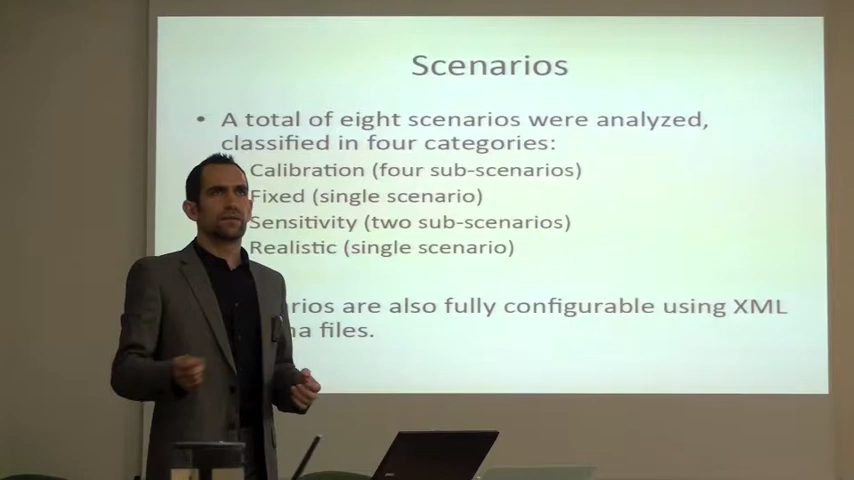 Scenarios
• A total of eight scenarios were analyzed,
classified in four categories:
Calibration (four sub-scenarios)
Fixed (single scenario)
Sensitivity (two sub-scenarios)
Realistic (single scenario)
are also fully configurable using XML
files.